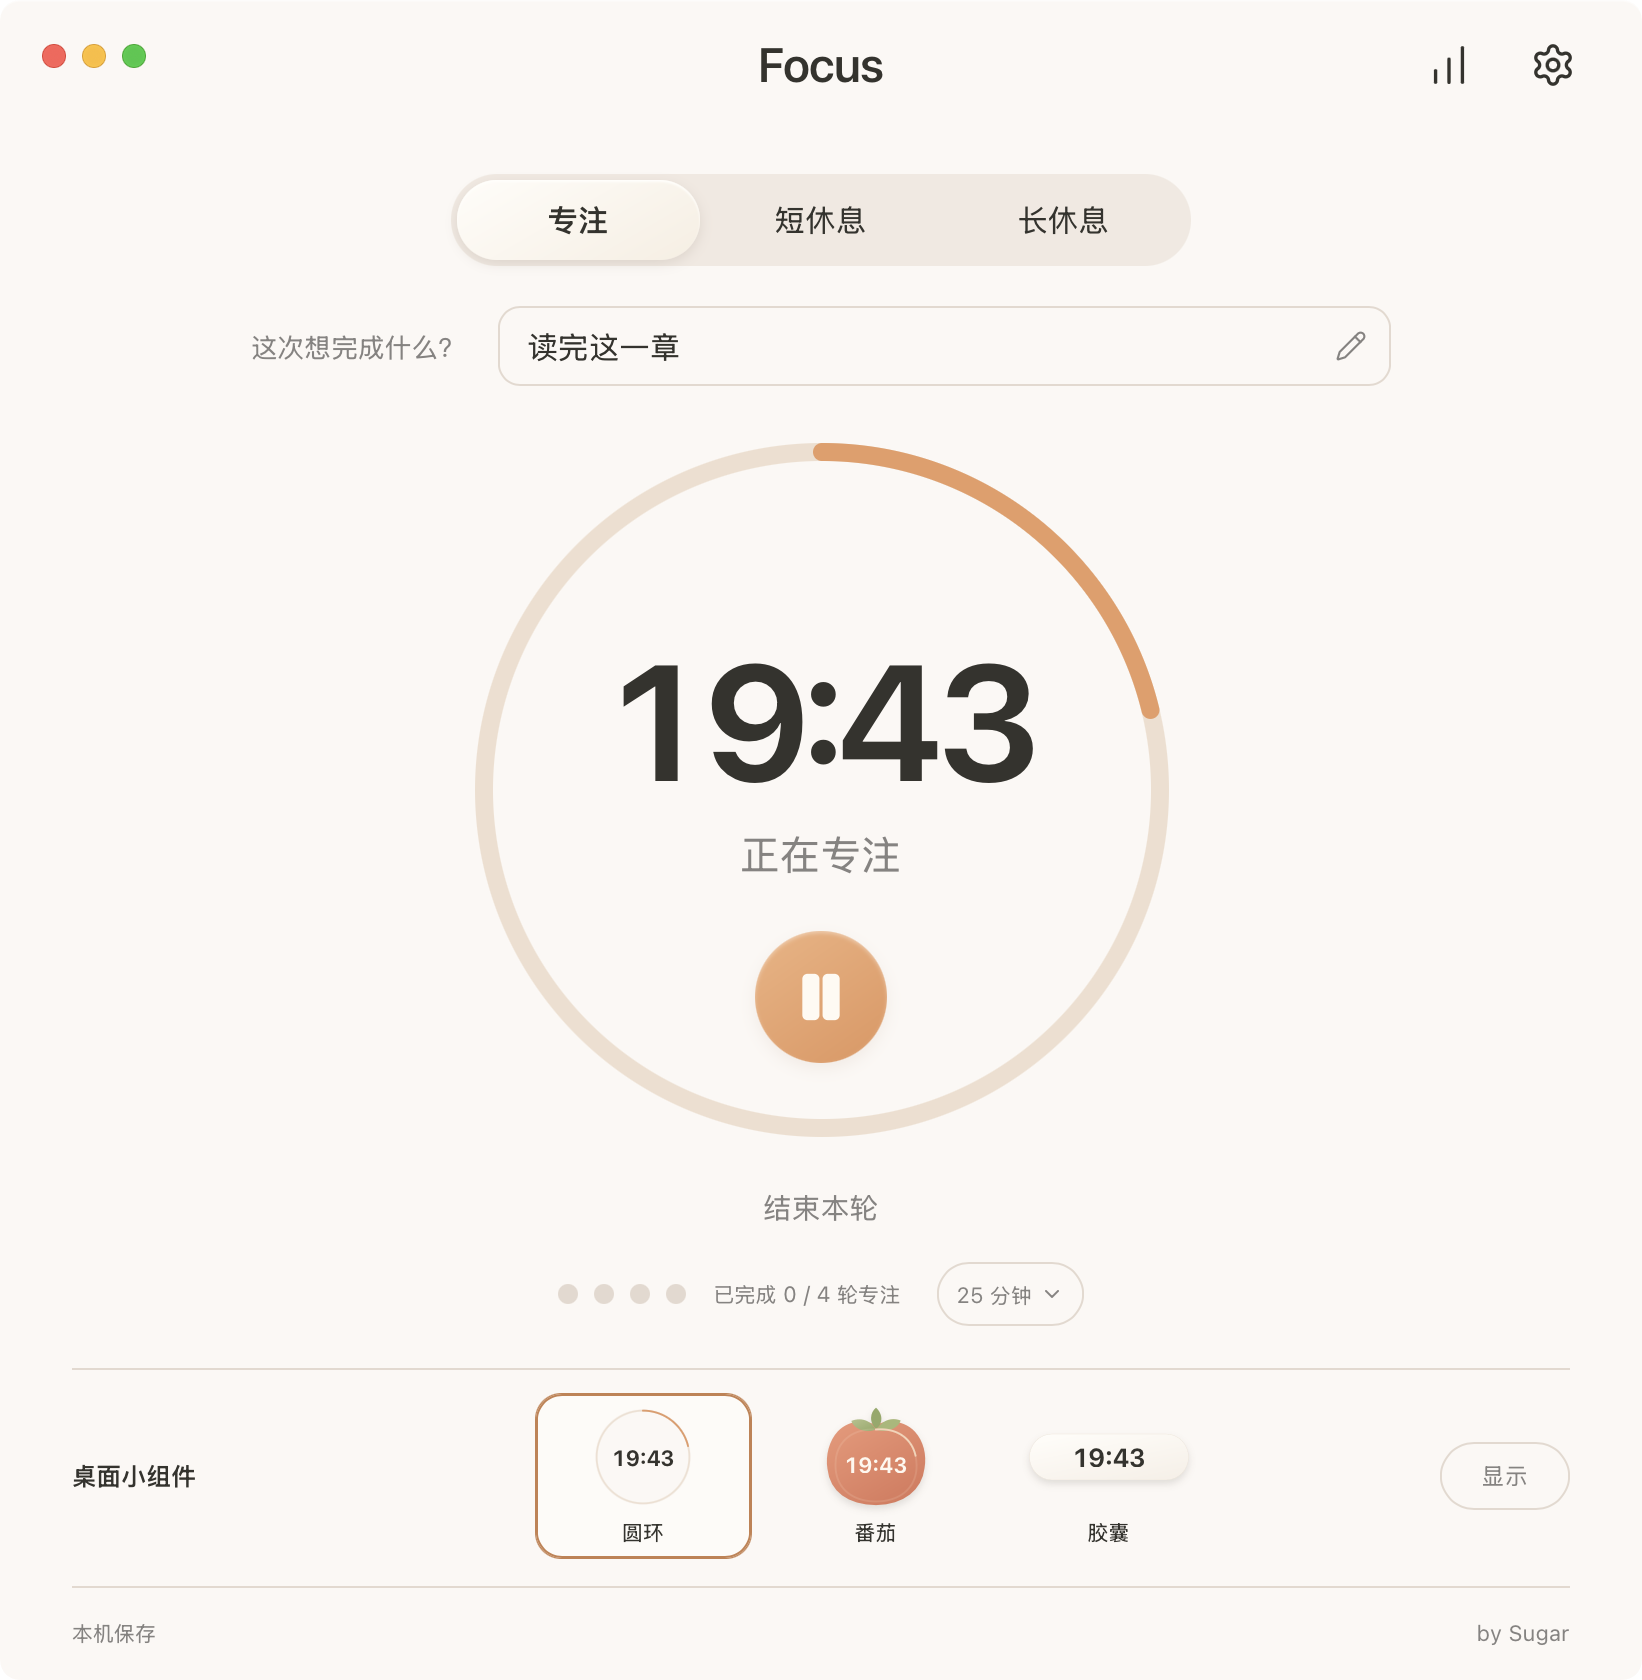 Focus
专注 短休息 长休息
这次想完成什么? 读完这一章
19:43
正在专注
结束本轮
已完成 0 / 4 轮专注 25 分钟
桌面小组件
19:43 19:43 19:43
圆环 番茄 胶囊
显示
本机保存 by Sugar